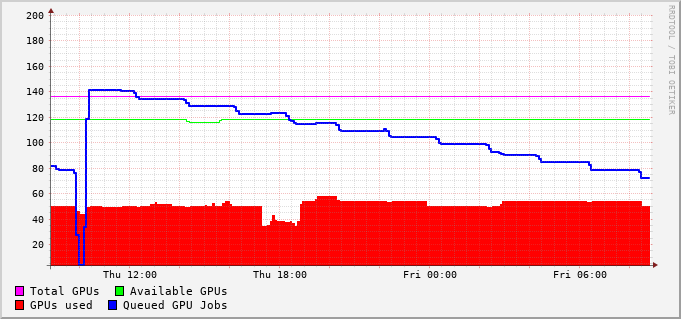 200
180
160
140
120
100
80
60
40
20
Thu 12:00 Thu 18:00 Fri 00:00 Fri 06:00
Total GPUs Available GPUs
GPUs used Queued GPU Jobs
RRDTOOL / TOBI OETIKER